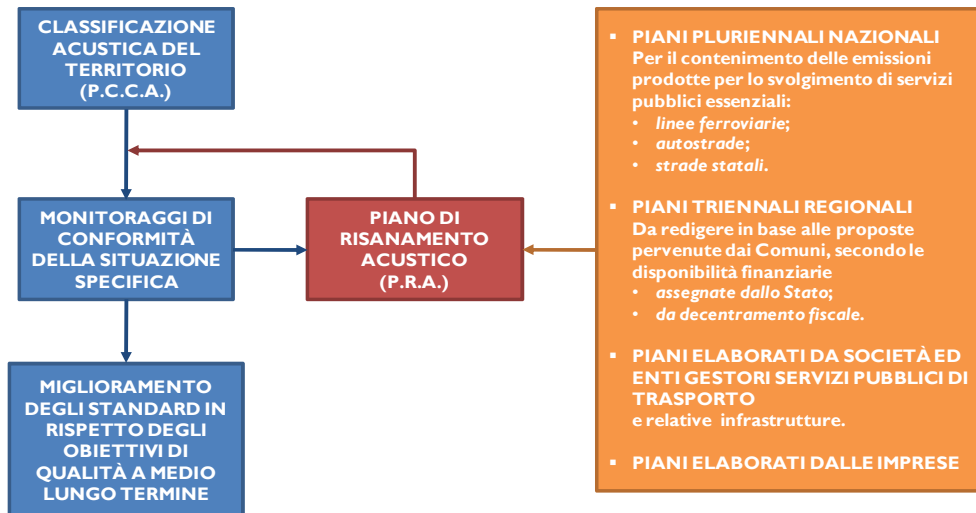 CLASSIFICAZIONE
ACUSTICA DEL
TERRITORIO
(P.C.C.A.)
MONITORAGGI DI
CONFORMITÀ
DELLA SITUAZIONE
SPECIFICA
MIGLIORAMENTO
DEGLI STANDARD IN
RISPETTO DEGLI
OBIETTIVI DI
QUALITÀ A MEDIO
LUNGO TERMINE
PIANO DI
RISANAMENTO
ACUSTICO
(P.R.A.)
▪ PIANI PLURIENNALI NAZIONALI
Per il contenimento delle emissioni
prodotte per lo svolgimento di servizi
pubblici essenziali:
• linee ferroviarie;
• autostrade;
• strade statali.
▪ PIANI TRIENNALI REGIONALI
Da redigere in base alle proposte
pervenute dai Comuni, secondo le
disponibilità finanziarie
• assegnate dallo Stato;
• da decentramento fiscale.
▪ PIANI ELABORATI DA SOCIETÀ ED
ENTI GESTORI SERVIZI PUBBLICI DI
TRASPORTO
e relative infrastrutture.
▪ PIANI ELABORATI DALLE IMPRESE